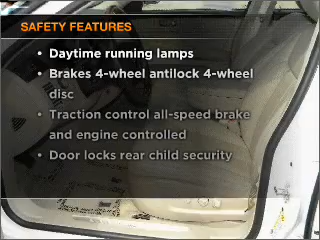 SAFETY FEATURES
• Daytime running lamps
• Brakes 4-wheel antilock 4-wheel
disc
• Traction control all-speed brake
and engine controlled
• Door locks rear child security